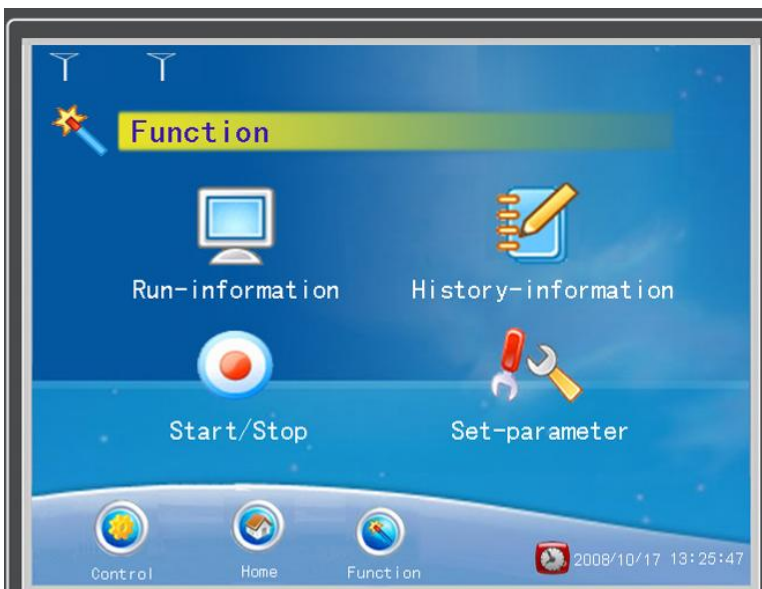 Function
Run-information
History-information
Start/Stop
Set-parameter
Control
Home
Function
2008/10/17 13:25:47